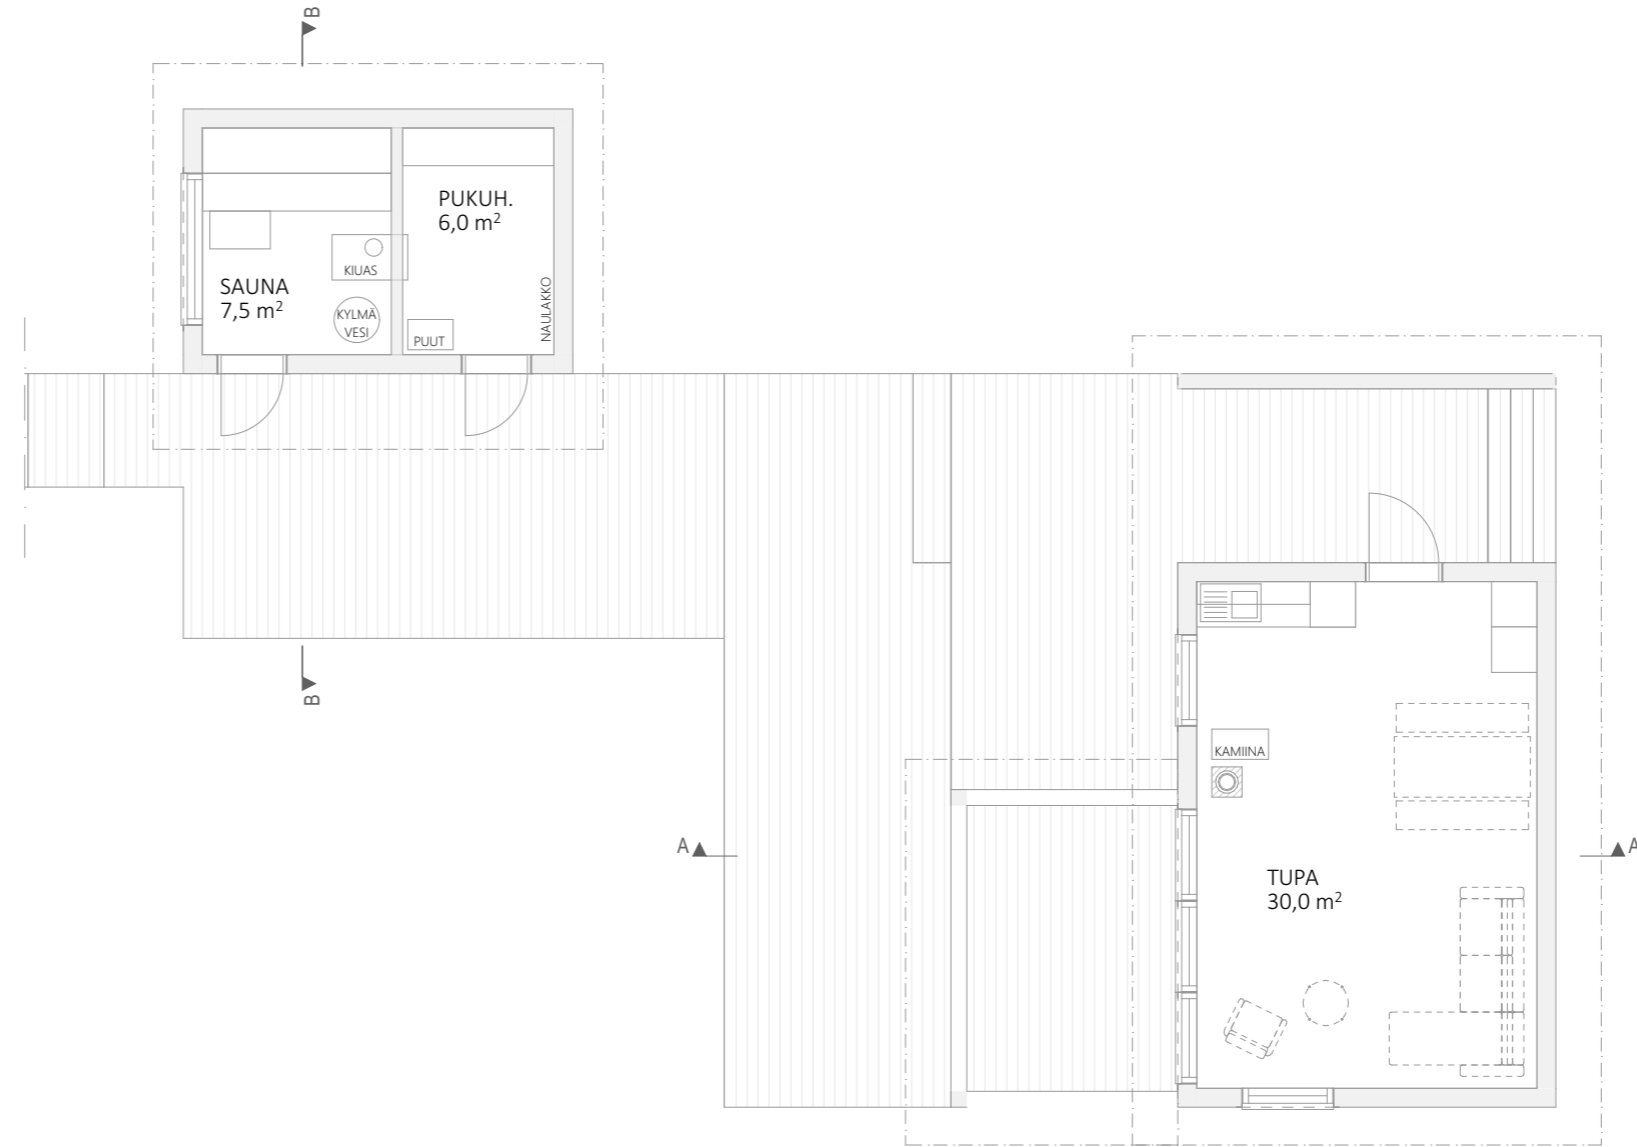 B
PUKUH.
6,0 m²
KIUAS
SAUNA
7,5 m²
KYLMÄ
VESI
PUUT
NAULAKKO
B
KAMIINA
A
A
TUPA
30,0 m²